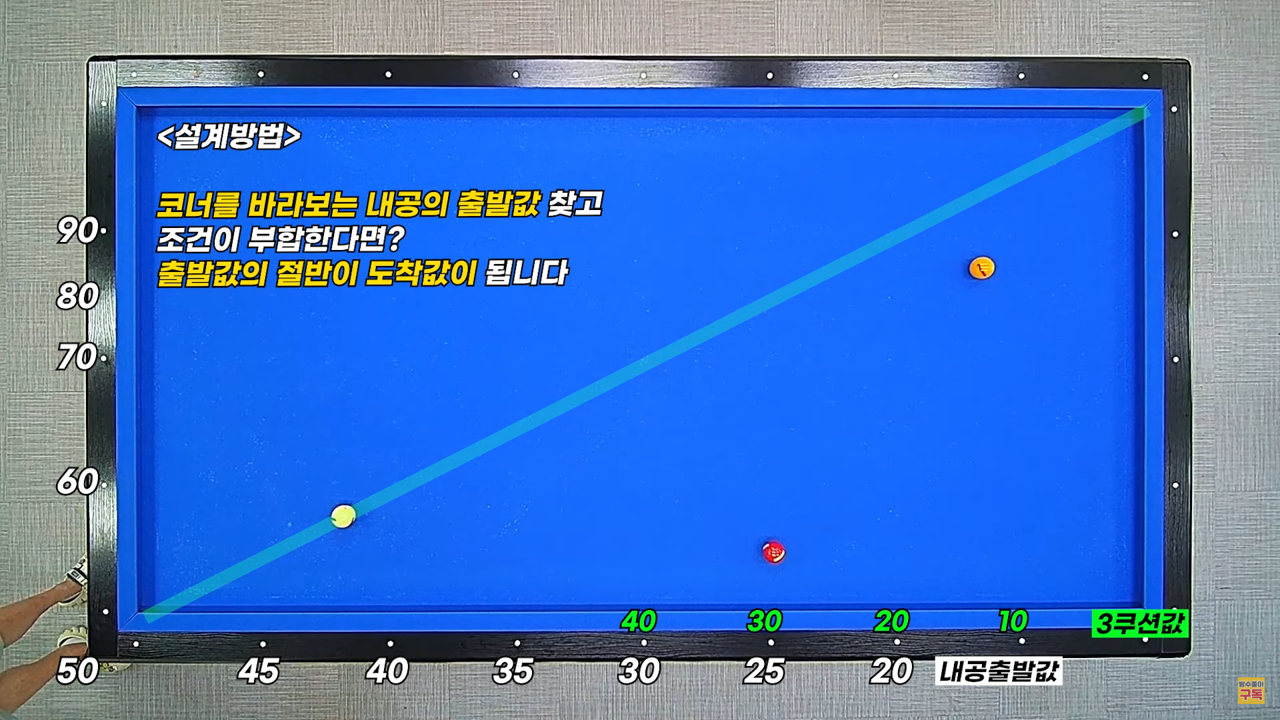 <설계방법>
코너를 바라보는 내공의 출발값 찾고
조건이 부합한다면?
출발값의 절반이 도착값이 됩니다
90
80
70
60
40 30 20 10 3쿠션값
50 45 40 35 30 25 20 내공출발값
구독